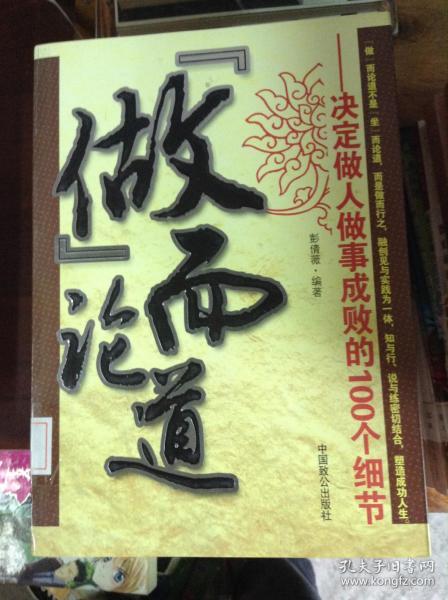 「做」而论道不是「坐」而论道，而是做而行之，融创见与实践为一体，知与行、说与练密切结合，塑造成功人生。
——决定做人做事成败的100个细节
彭倩薇·编著
中国致公出版社
『做』
而
论道
孔夫子旧书网
www.kongfz.com